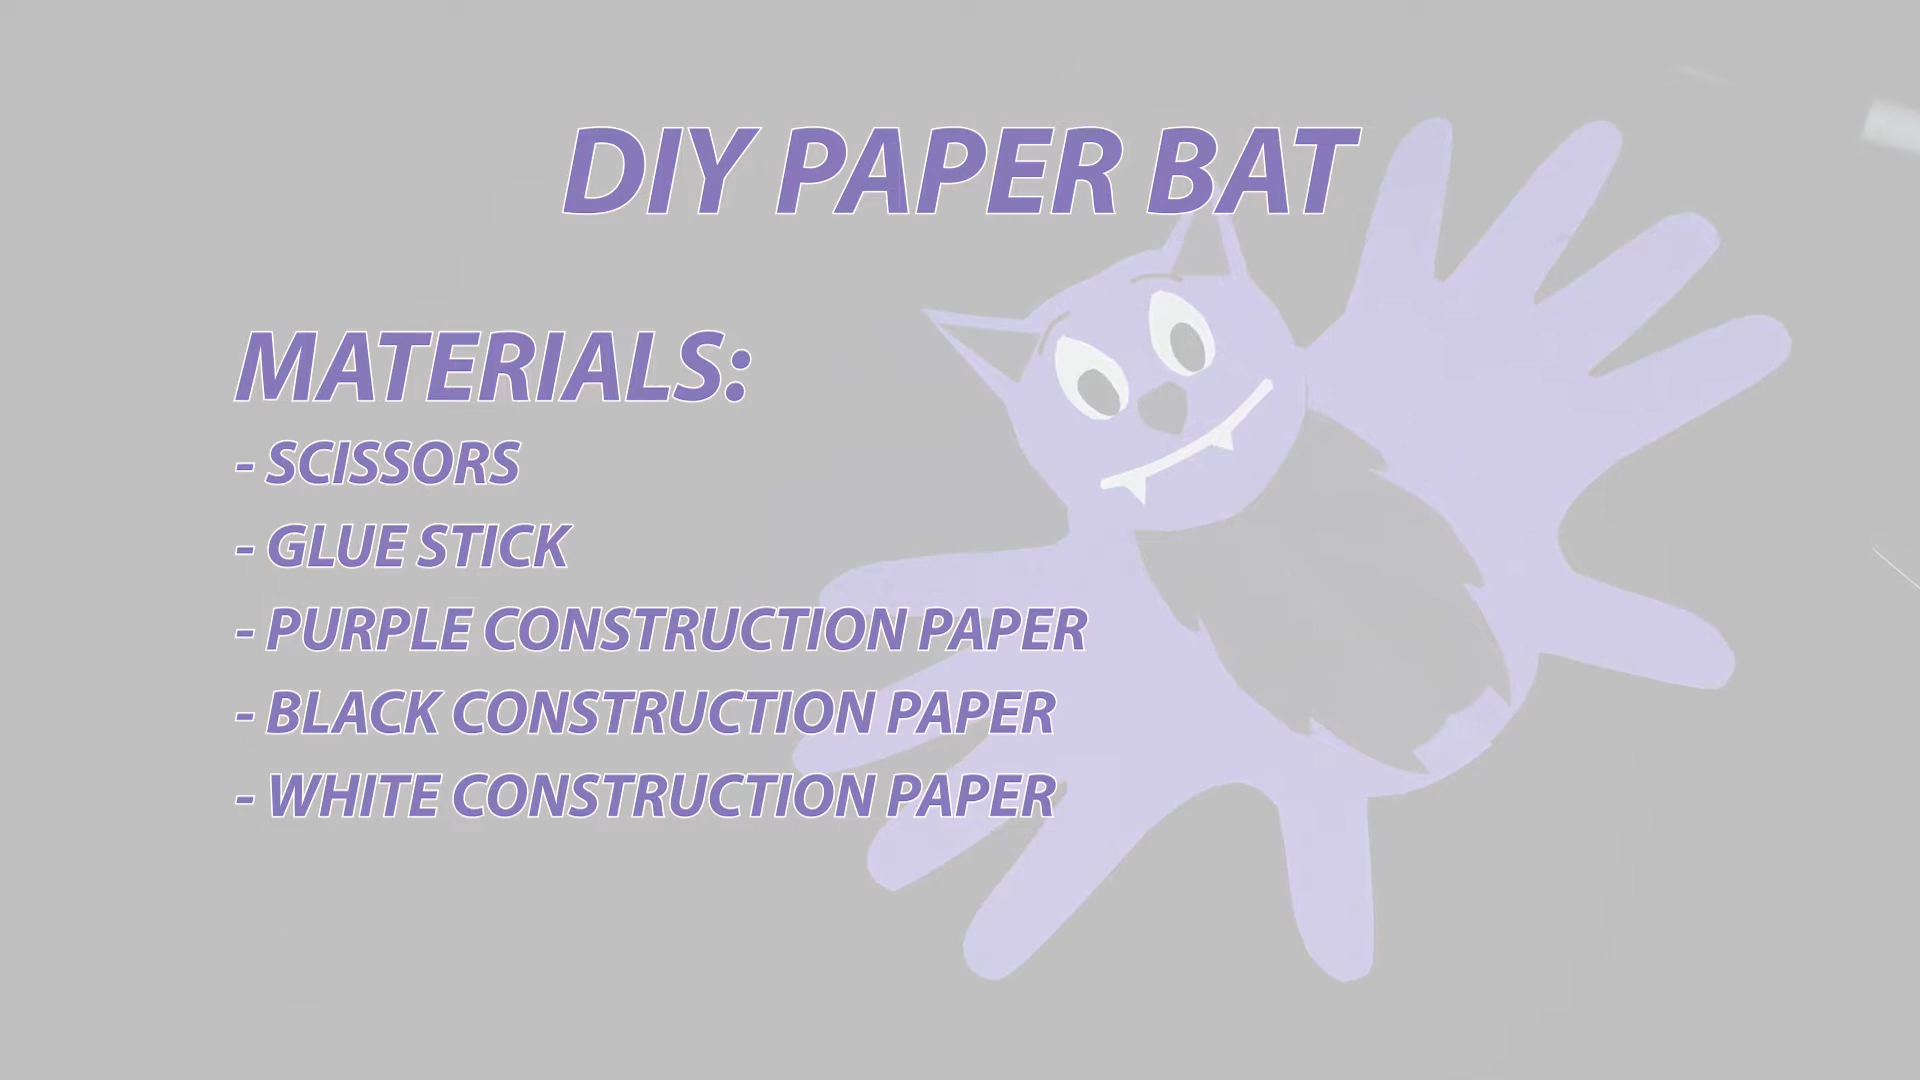 DIY PAPER BAT
MATERIALS:
- SCISSORS
- GLUE STICK
- PURPLE CONSTRUCTION PAPER
- BLACK CONSTRUCTION PAPER
- WHITE CONSTRUCTION PAPER